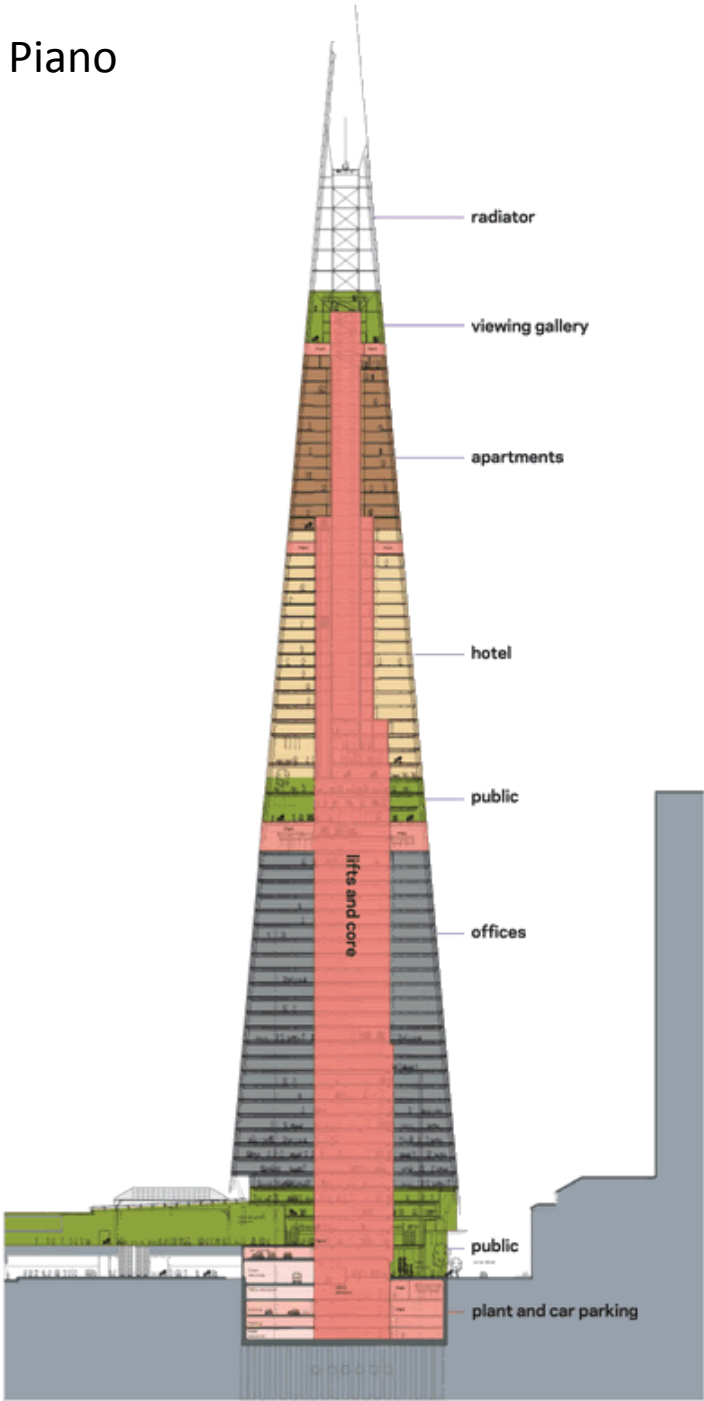 Piano
radiator
viewing gallery
apartments
hotel
public
lifts and core
offices
public
plant and car parking